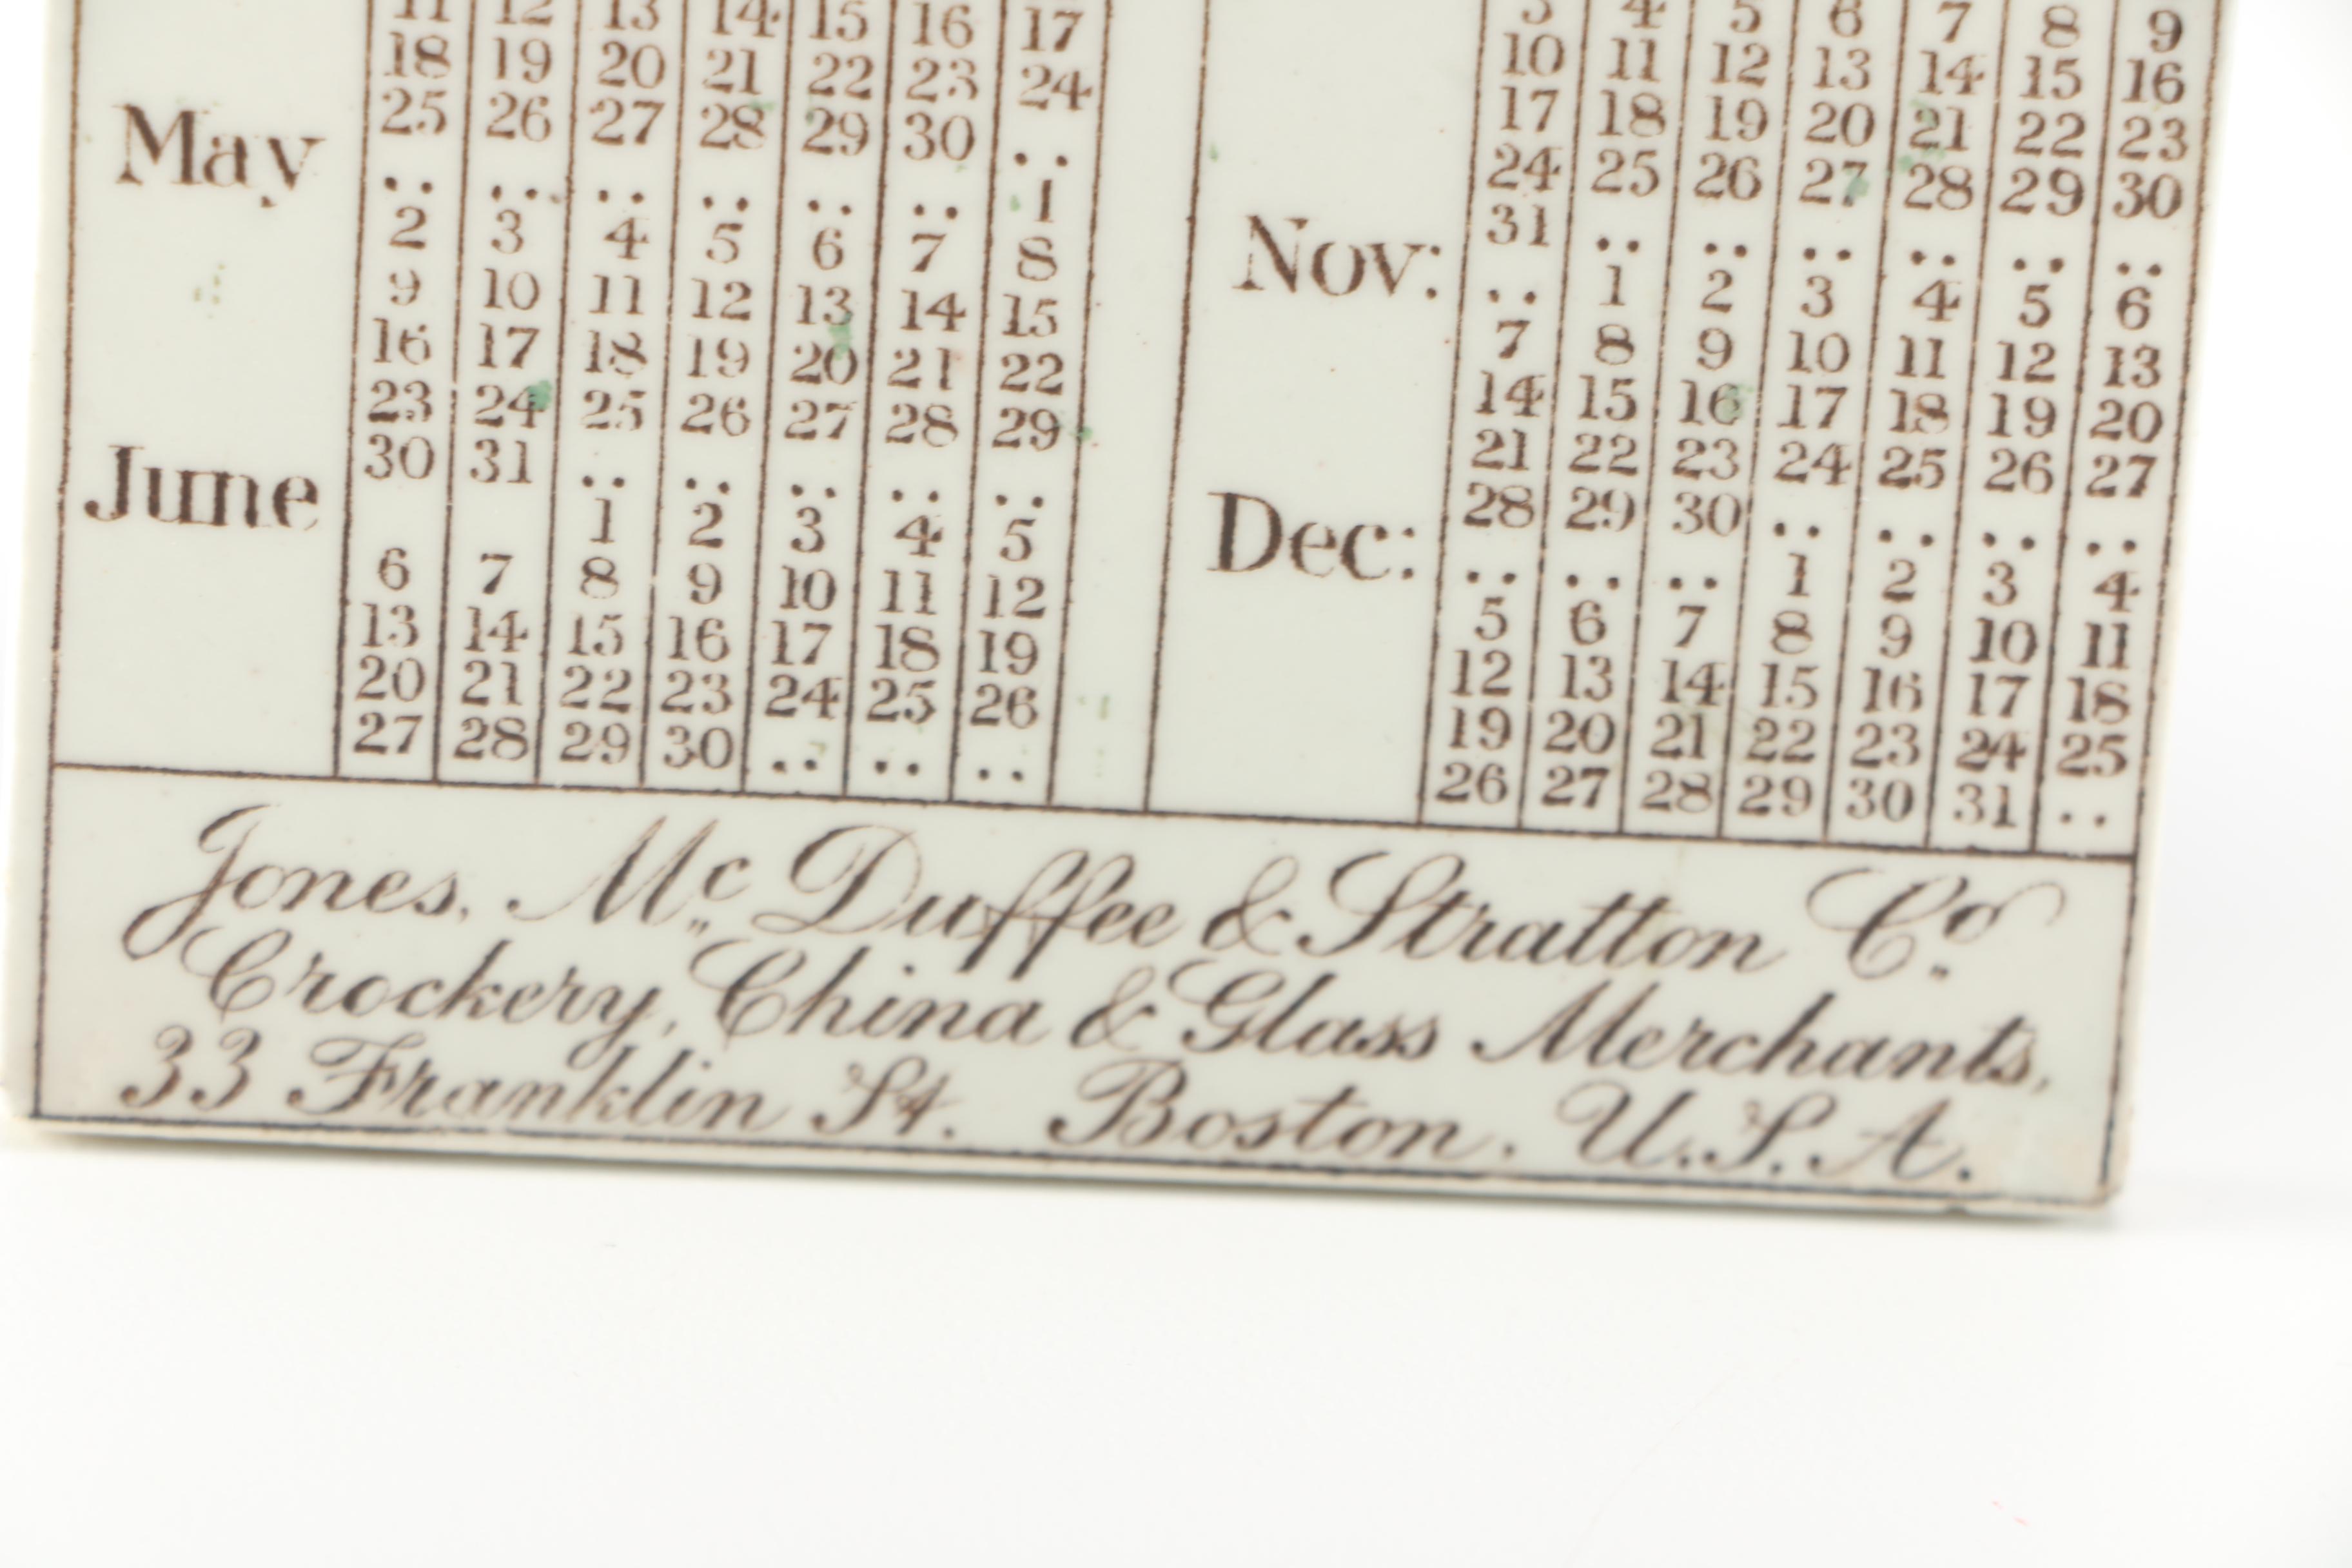 11 12 13 14 15 16 17
18 19 20 21 22 23 24
25 26 27 28 29 30 ..
May .. .. .. .. .. .. 1
2 3 4 5 6 7 8
9 10 11 12 13 14 15
16 17 18 19 20 21 22
23 24 25 26 27 28 29
30 31 .. .. .. .. ..
June 1 2 3 4 5
6 7 8 9 10 11 12
13 14 15 16 17 18 19
20 21 22 23 24 25 26
27 28 29 30 .. .. ..
3 4 5 6 7 8 9
10 11 12 13 14 15 16
17 18 19 20 21 22 23
24 25 26 27 28 29 30
31 .. .. .. .. .. ..
Nov: .. 1 2 3 4 5 6
7 8 9 10 11 12 13
14 15 16 17 18 19 20
21 22 23 24 25 26 27
28 29 30 .. .. .. ..
Dec: .. .. .. 1 2 3 4
5 6 7 8 9 10 11
12 13 14 15 16 17 18
19 20 21 22 23 24 25
26 27 28 29 30 31 ..
Jones, Mc Duffee & Stratton Co.
Crockery, China & Glass Merchants,
33 Franklin St. Boston, U.S.A.